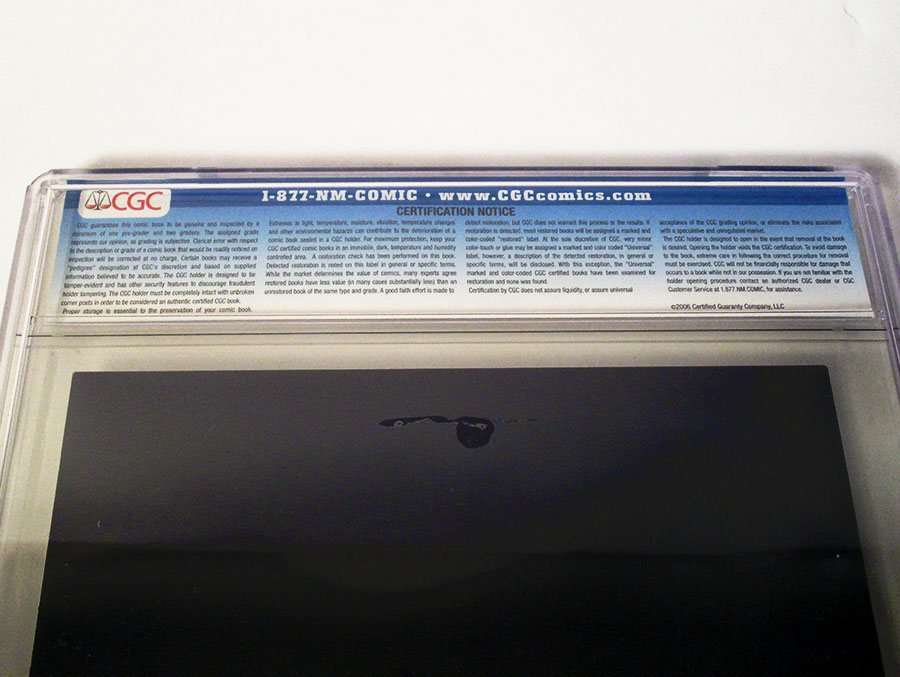 CGC
1-877-NM-COMIC • www.CGCcomics.com
CERTIFICATION NOTICE
CGC guarantees this comic book to be genuine and inspected by a
minimum of one pre-grader and two graders. The assigned grade
represents our opinion, as grading is subjective. Clerical error with respect
to the description or grade of a comic book that would be readily noticed on
inspection will be corrected at no charge. Certain books may receive a
"pedigree" designation at CGC's discretion and based on supplied
information believed to be accurate. The CGC holder is designed to be
tamper-evident and has other security features to discourage fraudulent
holder tampering. The CGC holder must be completely intact with unbroken
corner posts in order to be considered an authentic certified CGC book.
Proper storage is essential to the preservation of your comic book.
Extremes in light, temperature, moisture, vibration, temperature changes
and other environmental hazards can contribute to the deterioration of a
comic book sealed in a CGC holder. For maximum protection, keep your
CGC certified comic books in an immobile, dark, temperature and humidity
controlled area. A restoration check has been performed on this book.
Detected restoration is noted on this label in general or specific terms.
While the market determines the value of comics, many experts agree
restored books have less value (in many cases substantially less) than an
unrestored book of the same type and grade. A good faith effort is made to
detect restoration, but CGC does not warrant this process or the results. If
restoration is detected, most restored books will be assigned a marked and
color-coded "restored" label. At the sole discretion of CGC, very minor
color-touch or glue may be assigned a marked and color coded "Universal"
label, however, a description of the detected restoration, in general or
specific terms, will be disclosed. With this exception, the "Universal"
marked and color-coded CGC certified books have been examined for
restoration and none was found.
Certification by CGC does not assure liquidity, or assure universal
acceptance of the CGC grading opinion, or eliminate the risks associated
with a speculative and unregulated market.
The CGC holder is designed to open in the event that removal of the book
is desired. Opening the holder voids the CGC certification. To avoid damage
to the book, extreme care in following the correct procedure for removal
must be exercised. CGC will not be financially responsible for damage that
occurs to a book while not in our possession. If you are not familiar with the
holder opening procedure contact an authorized CGC dealer or CGC
Customer Service at 1.877.NM.COMIC, for assistance.
©2006 Certified Guaranty Company, LLC